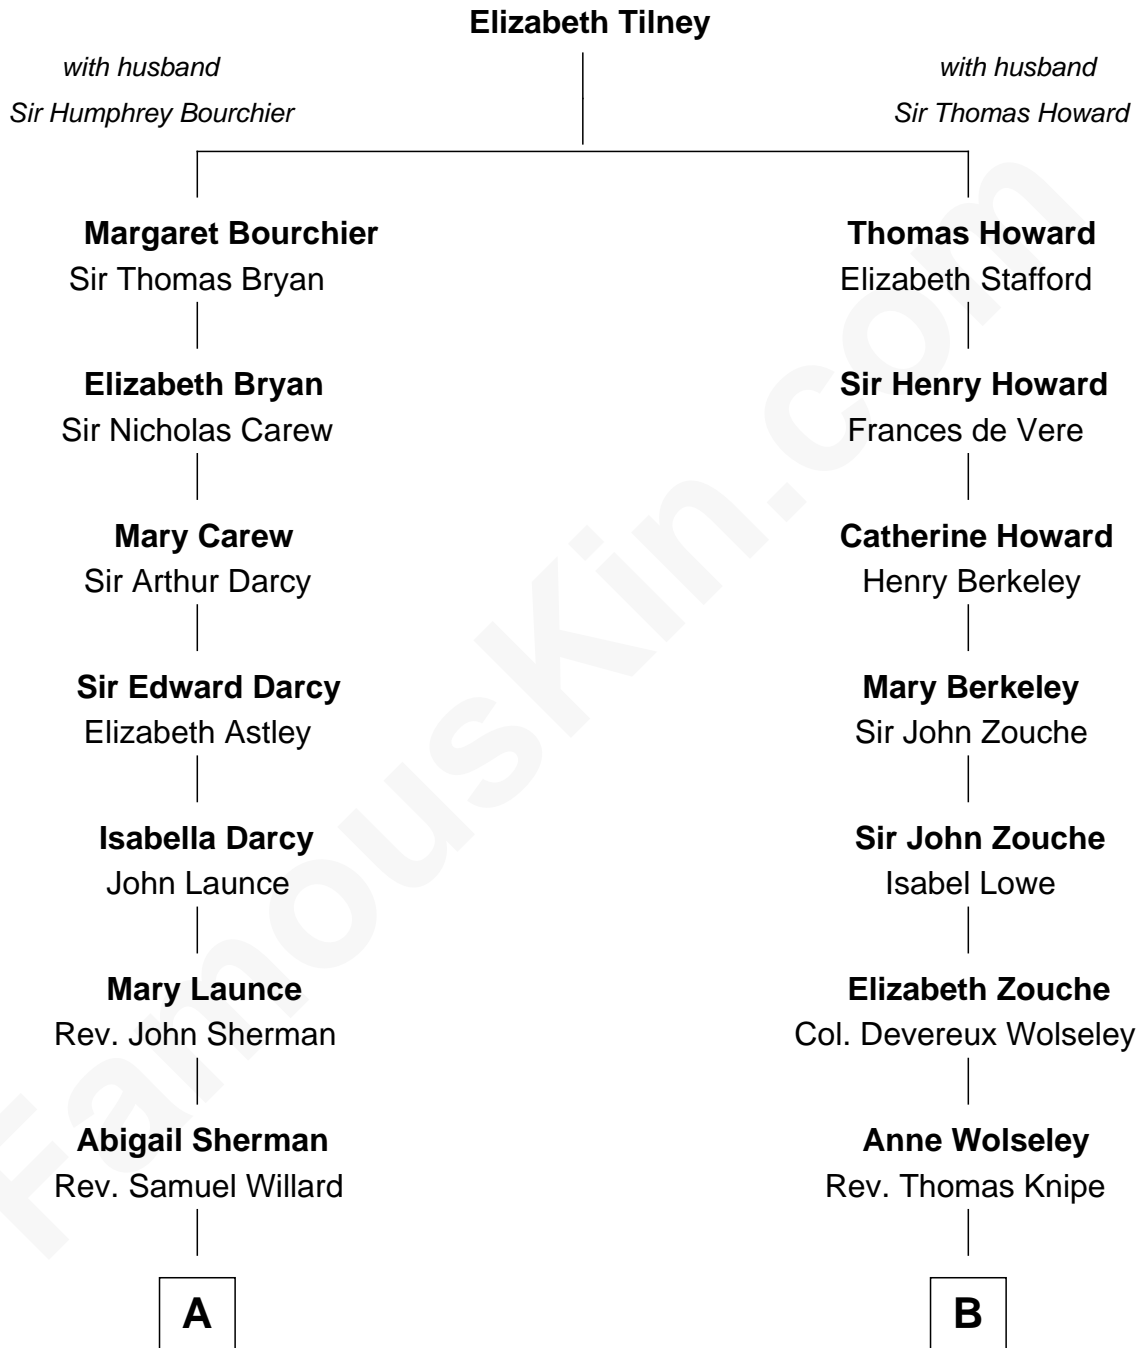 Elizabeth Tilney
with husband
Sir Humphrey Bourchier
with husband
Sir Thomas Howard
Margaret Bourchier
Sir Thomas Bryan
Thomas Howard
Elizabeth Stafford
Elizabeth Bryan
Sir Nicholas Carew
Sir Henry Howard
Frances de Vere
Mary Carew
Sir Arthur Darcy
Catherine Howard
Henry Berkeley
Sir Edward Darcy
Elizabeth Astley
Mary Berkeley
Sir John Zouche
Isabella Darcy
John Launce
Sir John Zouche
Isabel Lowe
Mary Launce
Rev. John Sherman
Elizabeth Zouche
Col. Devereux Wolseley
Abigail Sherman
Rev. Samuel Willard
Anne Wolseley
Rev. Thomas Knipe
A
B
FamousKin.com